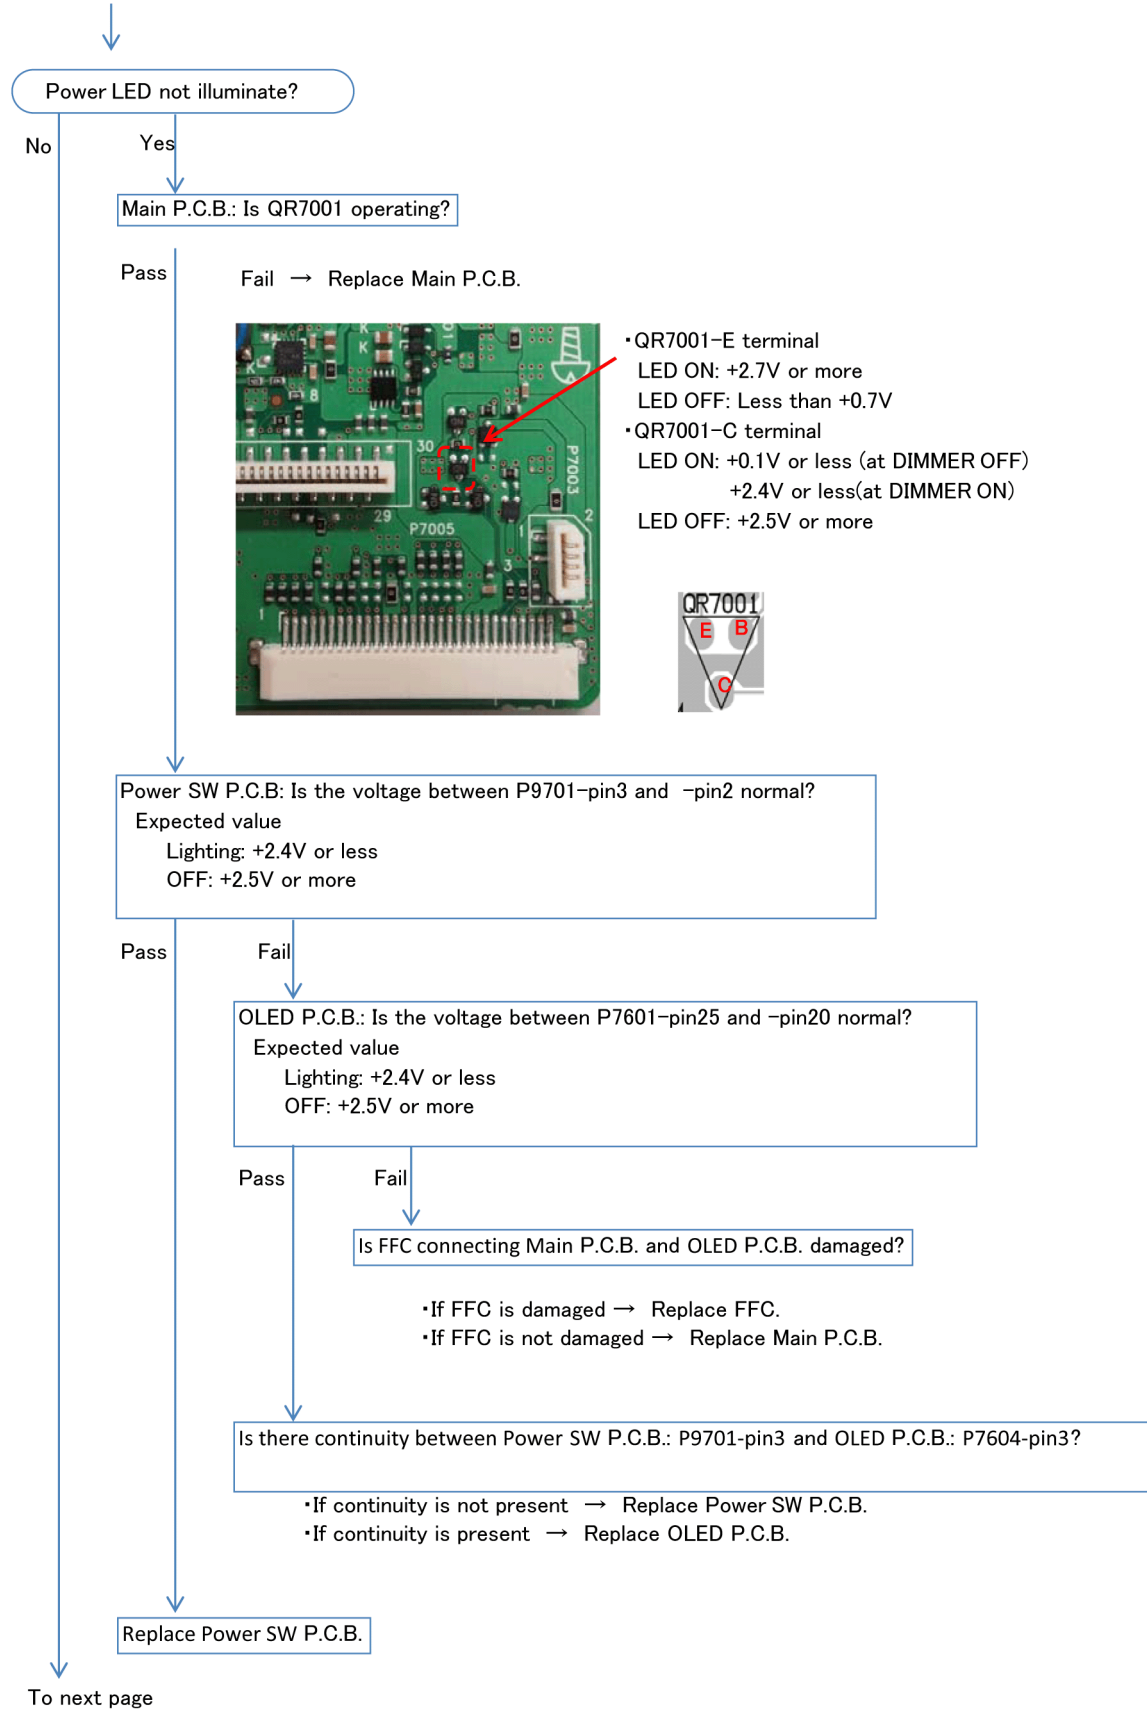 Power LED not illuminate?
No
Yes
Main P.C.B.: Is QR7001 operating?
Pass
Fail → Replace Main P.C.B.
・QR7001-E terminal
LED ON: +2.7V or more
LED OFF: Less than +0.7V
・QR7001-C terminal
LED ON: +0.1V or less (at DIMMER OFF)
+2.4V or less(at DIMMER ON)
LED OFF: +2.5V or more
K
K
K
8
30
P7003
29
P7005
1
2
3
1
QR7001
E B
C
Power SW P.C.B: Is the voltage between P9701-pin3 and -pin2 normal?
Expected value
Lighting: +2.4V or less
OFF: +2.5V or more
Pass
Fail
OLED P.C.B.: Is the voltage between P7601-pin25 and -pin20 normal?
Expected value
Lighting: +2.4V or less
OFF: +2.5V or more
Pass
Fail
Is FFC connecting Main P.C.B. and OLED P.C.B. damaged?
・If FFC is damaged → Replace FFC.
・If FFC is not damaged → Replace Main P.C.B.
Is there continuity between Power SW P.C.B.: P9701-pin3 and OLED P.C.B.: P7604-pin3?
・If continuity is not present → Replace Power SW P.C.B.
・If continuity is present → Replace OLED P.C.B.
Replace Power SW P.C.B.
To next page